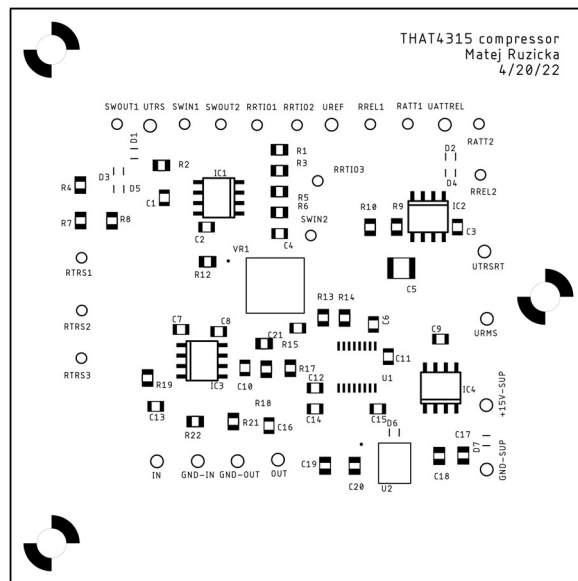 THAT4315 compressor
Matej Ruzicka
4/20/22
SWOUT1 UTRS SWIN1 SWOUT2 RRTIO1 RRTIO2 UREF RREL1 RATT1 UATTREL
RATT2
D1
R1
D2
R2
R3
D3
IC1
RRTIO3
D4
RREL2
R4
D5
R5
C1
R6
R10
R9
IC2
R7
R8
C2
SWIN2
C3
C4
VR1
RTRS1
R12
C5
UTRSRT
RTRS2
R13 R14
C6
URMS
C7
C8
C21
C9
R15
RTRS3
C11
R19
IC3
C10
R17
U1
C12
IC4
+15V-SUP
C13
R18
C14
C15
R22
R21
C16
D6
C17
D7
GND-SUP
IN
GND-IN
GND-OUT
OUT
C19
C20
U2
C18